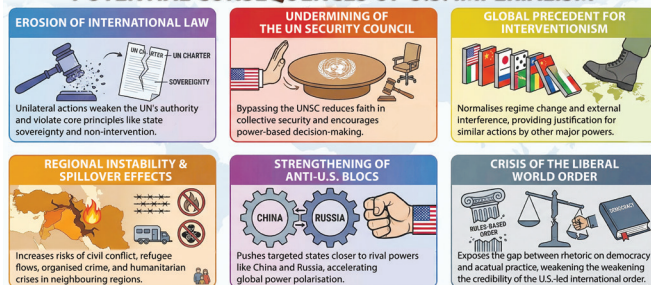 EROSION OF INTERNATIONAL LAW
UN CHARTER
UN CHARTER
SOVEREIGNTY
Unilateral actions weaken the UN's authority
and violate core principles like state
sovereignty and non-intervention.
UNDERMINING OF
THE UN SECURITY COUNCIL
Bypassing the UNSC reduces faith in
collective security and encourages
power-based decision-making.
GLOBAL PRECEDENT FOR
INTERVENTIONISM
Normalises regime change and external
interference, providing justification for
similar actions by other major powers.
REGIONAL INSTABILITY &
SPILLOVER EFFECTS
Increases risks of civil conflict, refugee
flows, organised crime, and humanitarian
crises in neighbouring regions.
STRENGTHENING OF
ANTI-U.S. BLOCS
CHINA
RUSSIA
Pushes targeted states closer to rival powers
like China and Russia, accelerating
global power polarisation.
CRISIS OF THE LIBERAL
WORLD ORDER
RULES-BASED
ORDER
DEMOCRACY
Exposes the gap between rhetoric on democracy
and acatual practice, weakening the weakening
the credibility of the U.S.-led international order.